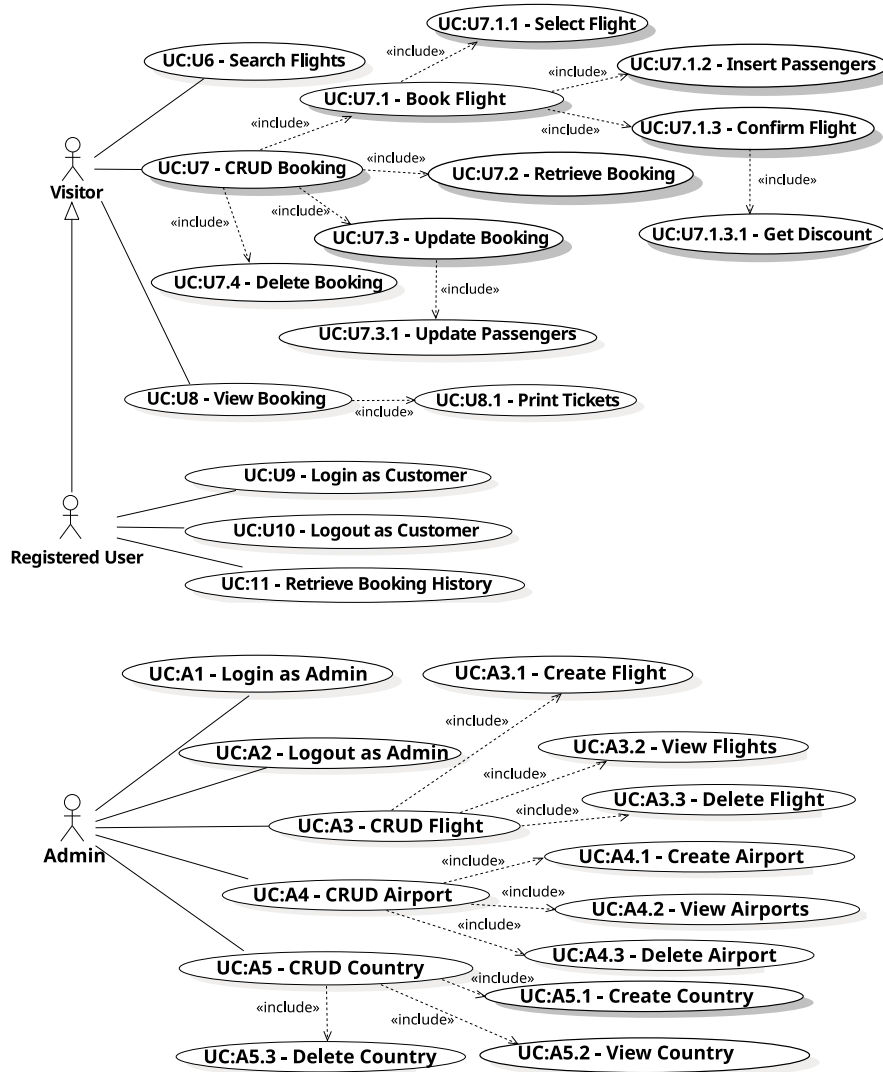 UC:U7.1.1 - Select Flight
«include»
UC:U6 - Search Flights
UC:U7.1.2 - Insert Passengers
«include»
UC:U7.1 - Book Flight
«include»
«include»
UC:U7.1.3 - Confirm Flight
UC:U7 - CRUD Booking
«include»
UC:U7.2 - Retrieve Booking
Visitor
«include»
«include»
«include»
UC:U7.3 - Update Booking
UC:U7.1.3.1 - Get Discount
UC:U7.4 - Delete Booking
«include»
UC:U7.3.1 - Update Passengers
UC:U8 - View Booking
«include»
UC:U8.1 - Print Tickets
UC:U9 - Login as Customer
UC:U10 - Logout as Customer
Registered User
UC:11 - Retrieve Booking History
UC:A1 - Login as Admin
UC:A3.1 - Create Flight
«include»
UC:A2 - Logout as Admin
UC:A3.2 - View Flights
«include»
UC:A3.3 - Delete Flight
UC:A3 - CRUD Flight
«include»
Admin
UC:A4.1 - Create Airport
«include»
UC:A4 - CRUD Airport
«include»
UC:A4.2 - View Airports
«include»
UC:A4.3 - Delete Airport
UC:A5 - CRUD Country
«include»
UC:A5.1 - Create Country
«include»
«include»
UC:A5.3 - Delete Country
UC:A5.2 - View Country